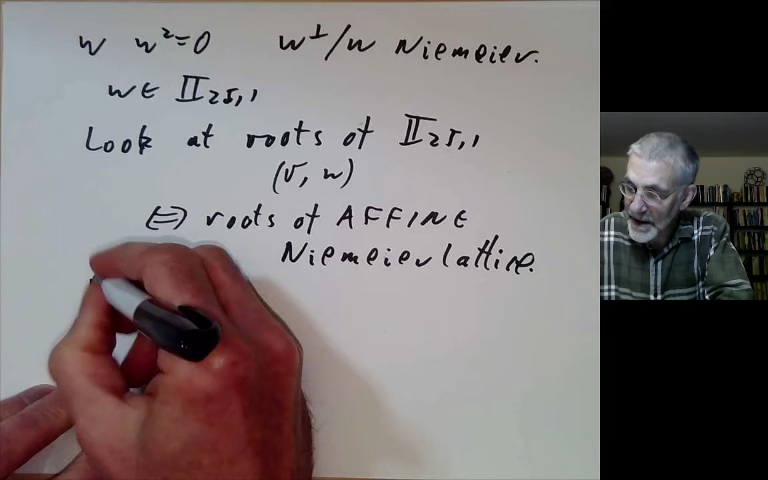 w w²=0 w⊥/w Niemeier.
w ∈ II₂₅,₁
Look at roots of II₂₅,₁
(v, w)
⇔ roots of AFFINE
Niemeier lattice.